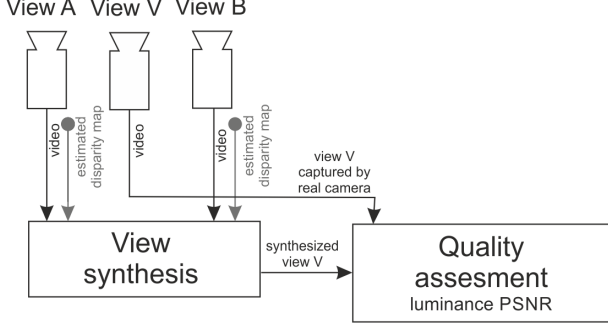 View A View V View B
video
estimated
disparity map
video
video
estimated
disparity map
view V
captured by
real camera
View
synthesis
synthesized
view V
Quality
assesment
luminance PSNR